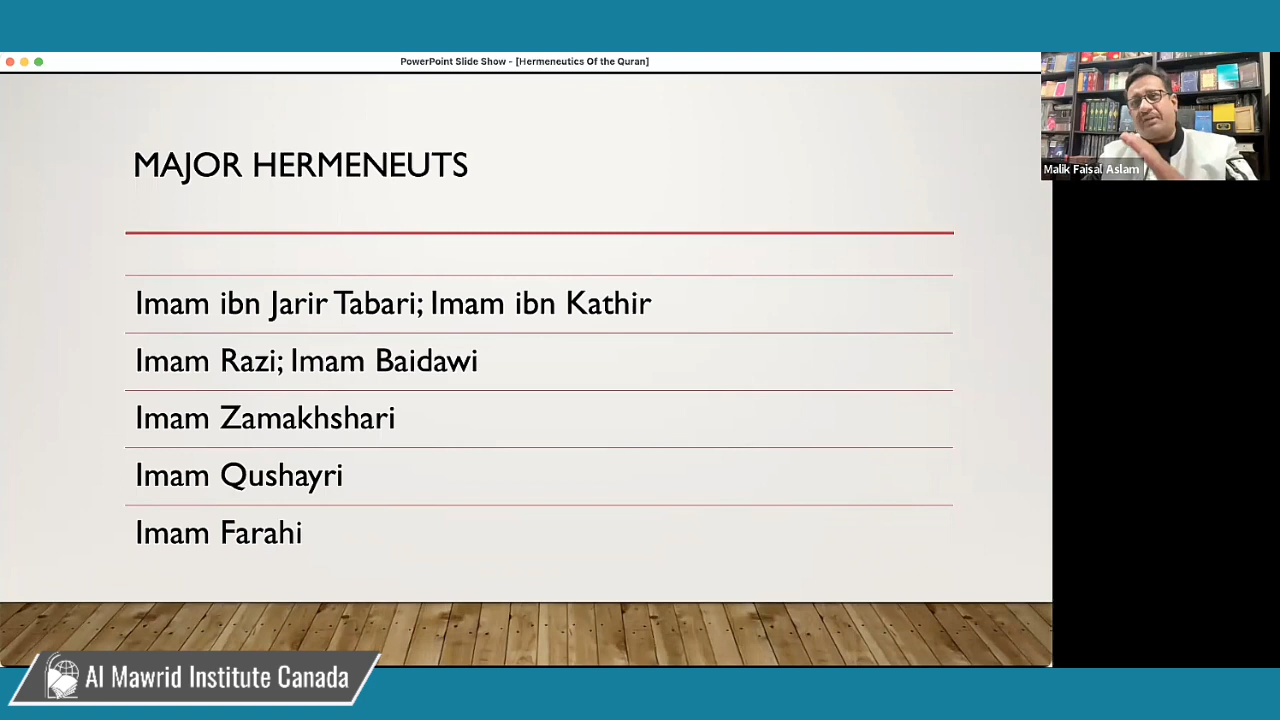 PowerPoint Slide Show - [Hermeneutics Of the Quran]
Malik Faisal Aslam
MAJOR HERMENEUTS
Imam ibn Jarir Tabari; Imam ibn Kathir
Imam Razi; Imam Baidawi
Imam Zamakhshari
Imam Qushayri
Imam Farahi
Al Mawrid Institute Canada